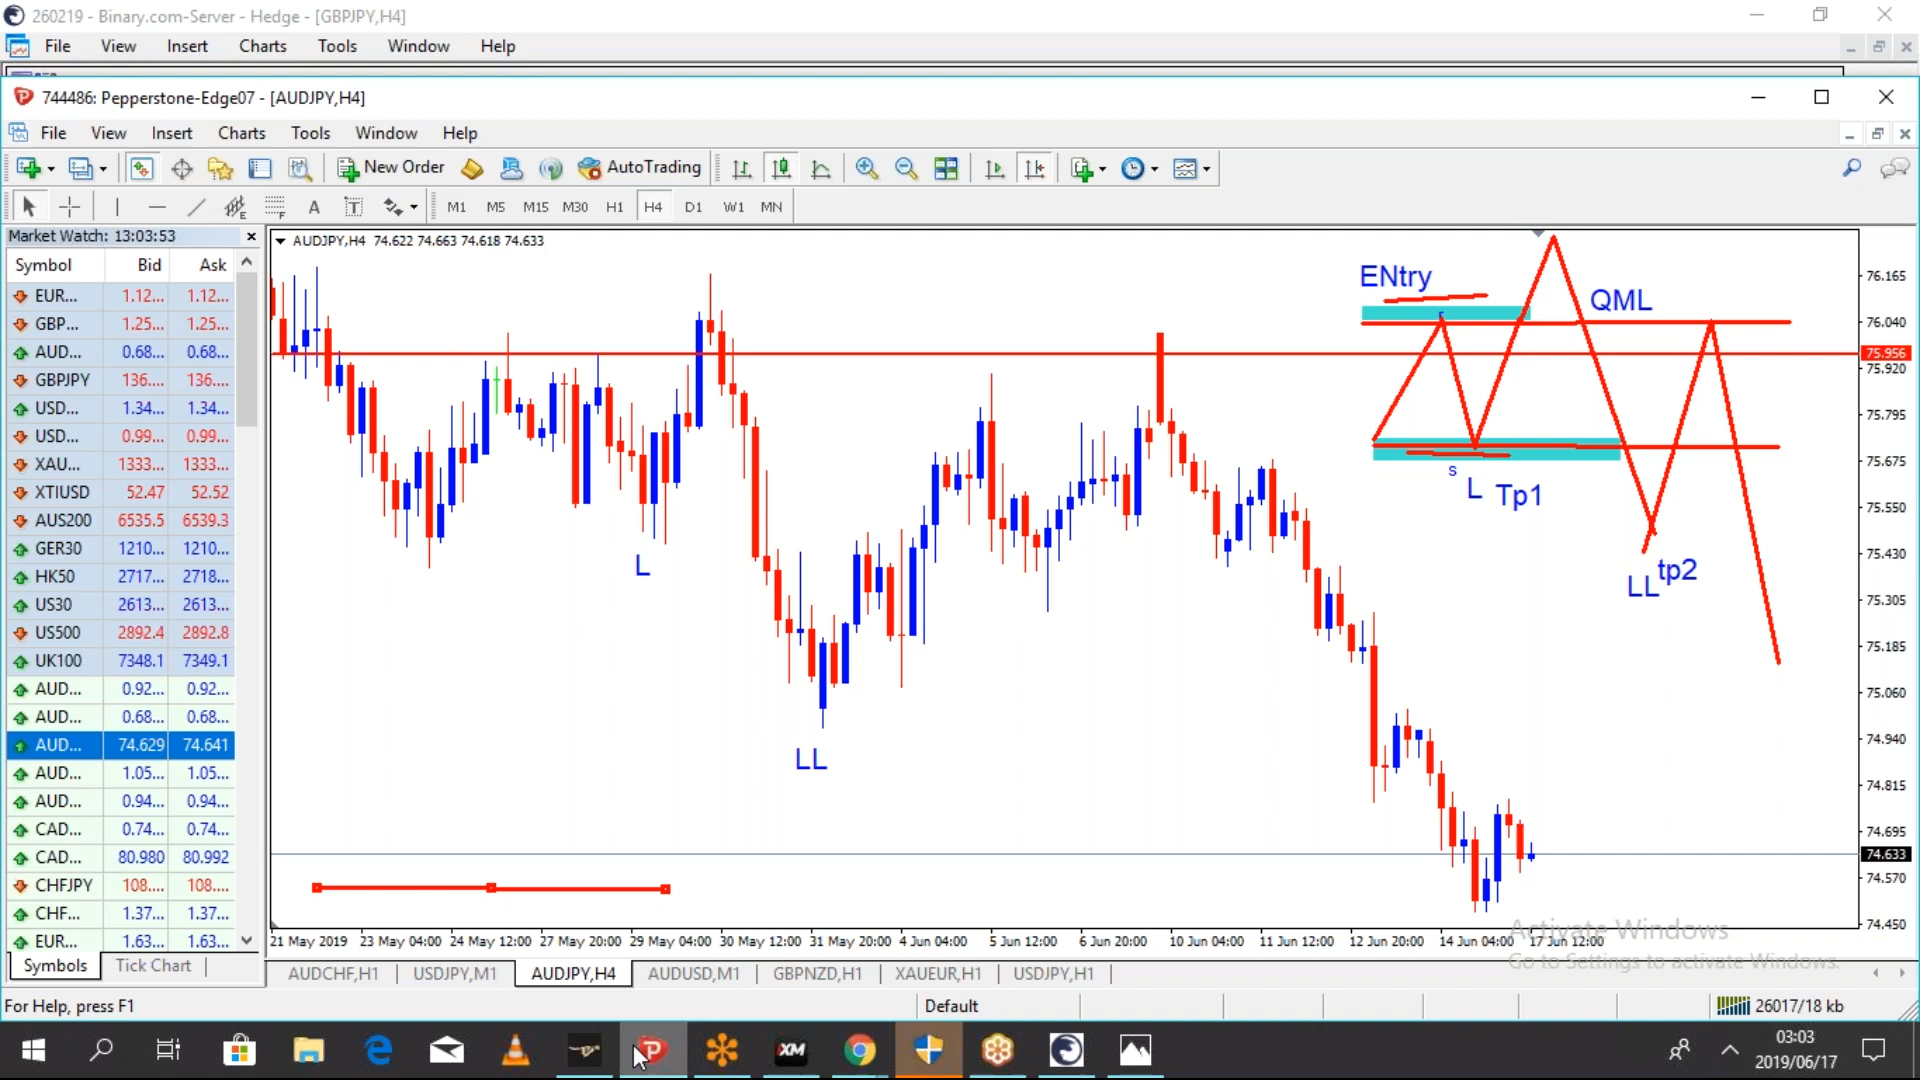 260219 - Binary.com-Server - Hedge - [GBPJPY,H4]
File View Insert Charts Tools Window Help
744486: Pepperstone-Edge07 - [AUDJPY,H4]
File View Insert Charts Tools Window Help
New Order AutoTrading
A T M1 M5 M15 M30 H1 H4 D1 W1 MN
Market Watch: 13:03:53
Symbol Bid Ask
EUR... 1.12... 1.12...
GBP... 1.25... 1.25...
AUD... 0.68... 0.68...
GBPJPY 136.... 136....
USD... 1.34... 1.34...
USD... 0.99... 0.99...
XAU... 1333... 1333...
XTIUSD 52.47 52.52
AUS200 6535.5 6539.3
GER30 1210... 1210...
HK50 2717... 2718...
US30 2613... 2613...
US500 2892.4 2892.8
UK100 7348.1 7349.1
AUD... 0.92... 0.92...
AUD... 0.68... 0.68...
AUD... 74.629 74.641
AUD... 1.05... 1.05...
AUD... 0.94... 0.94...
CAD... 0.74... 0.74...
CAD... 80.980 80.992
CHFJPY 108.... 108....
CHF... 1.37... 1.37...
EUR... 1.63... 1.63...
Symbols Tick Chart
AUDJPY,H4 74.622 74.663 74.618 74.633
ENtry
QML
r
s
L Tp1
L
LL tp2
LL
76.165
76.040
75.956
75.920
75.795
75.675
75.550
75.430
75.305
75.185
75.060
74.940
74.815
74.695
74.633
74.570
74.450
21 May 2019 23 May 04:00 24 May 12:00 27 May 20:00 29 May 04:00 30 May 12:00 31 May 20:00 4 Jun 04:00 5 Jun 12:00 6 Jun 20:00 10 Jun 04:00 11 Jun 12:00 12 Jun 20:00 14 Jun 04:00 17 Jun 12:00
Activate Windows
Go to Settings to activate Windows.
AUDCHF,H1 USDJPY,M1 AUDJPY,H4 AUDUSD,M1 GBPNZD,H1 XAUEUR,H1 USDJPY,H1
For Help, press F1 Default 26017/18 kb
XM
03:03
2019/06/17